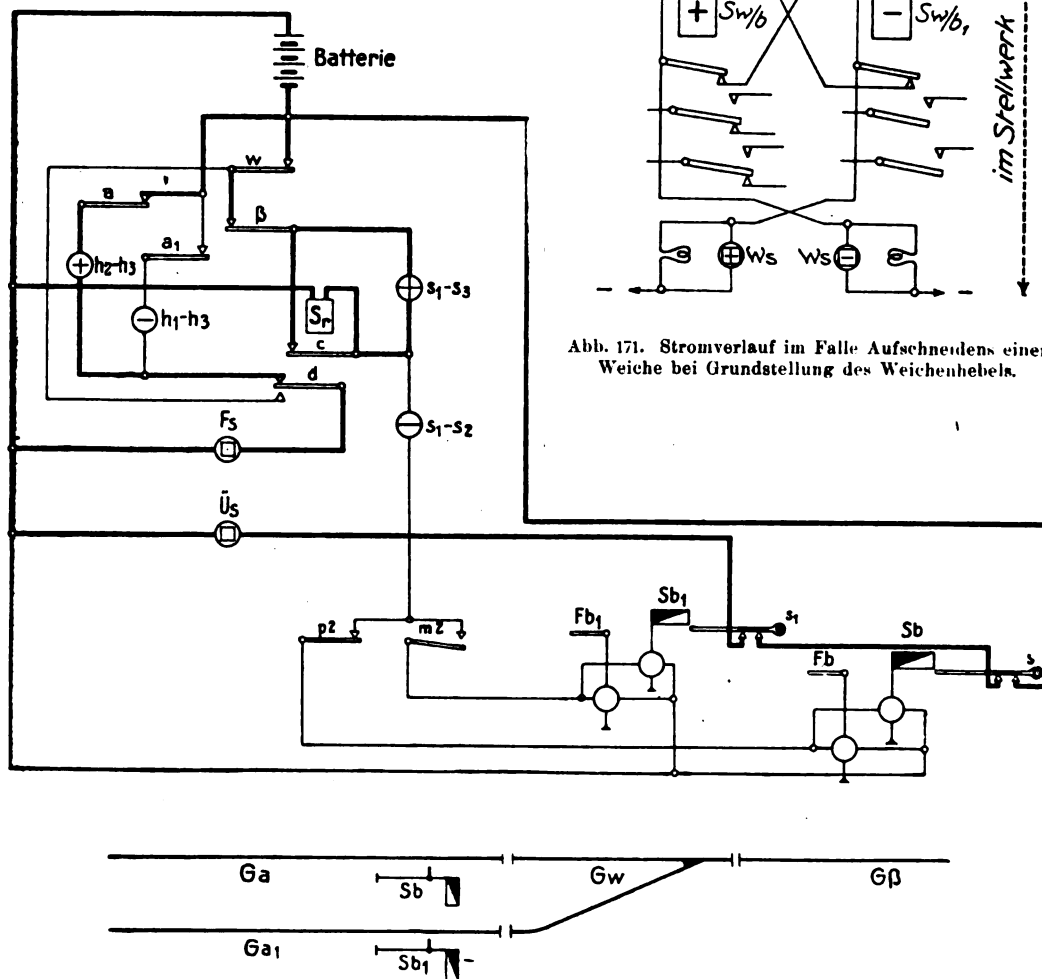 Batterie
+ Sw/b
- Sw/b₁
im Stellwerk
w
a
β
a₁
+ h₂-h₃
s₁-s₃
Sᵣ
- h₁-h₃
c
d
Fs
s₁-s₂
Üs
+ Ws
Ws -
- -
Abb. 171. Stromverlauf im Falle Aufschneidens einer
Weiche bei Grundstellung des Weichenhebels.
p2
m2
Fb₁
Sb₁
s₁
Fb
Sb
s
Ga
Sb
Gw
Gβ
Ga₁
Sb₁ -